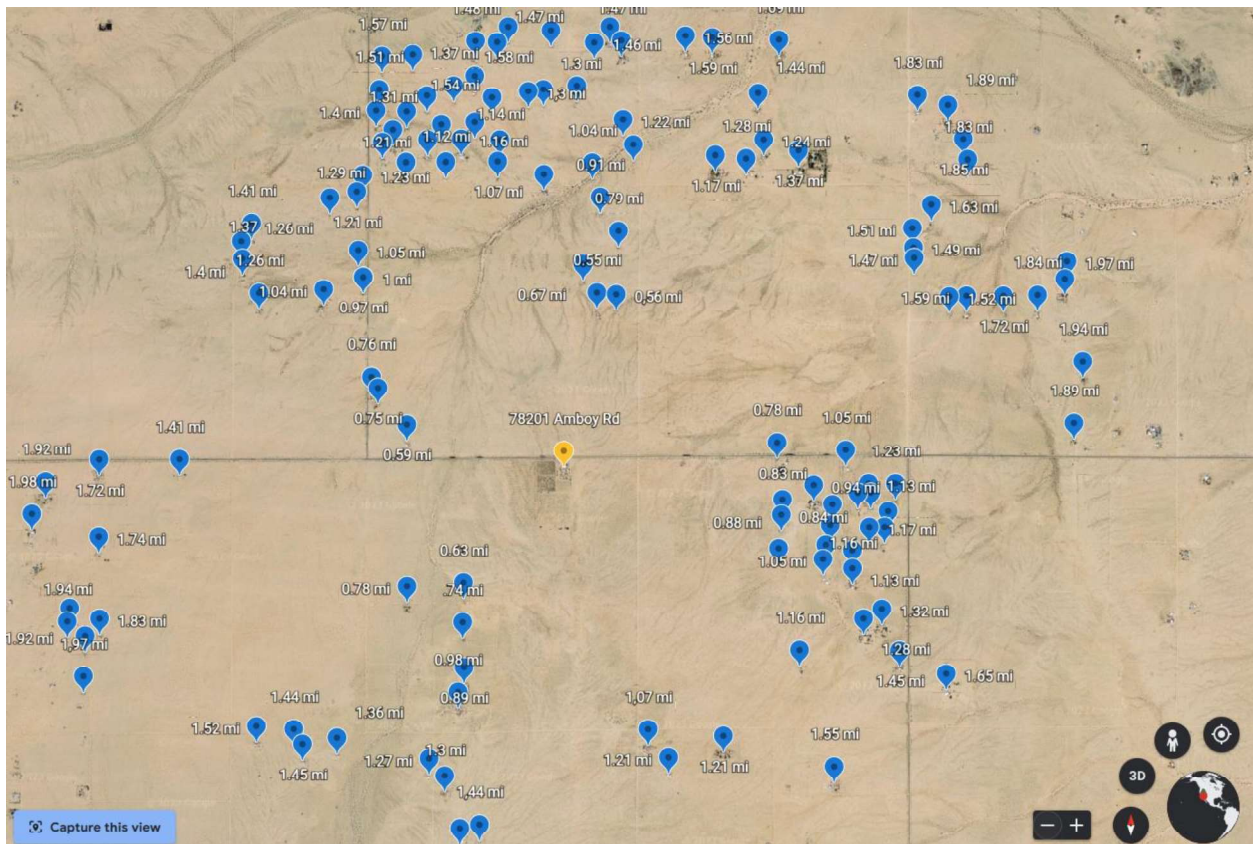 1.48 mi
1.47 mi
1.47 mi
1.69 mi
1.57 mi
1.51 mi
1.37 mi
1.58 mi
1.3 mi
1.46 mi
1.56 mi
1.59 mi
1.44 mi
1.83 mi
1.89 mi
1.54 mi
1,3 mi
1.31 mi
1.4 mi
1.14 mi
1.04 mi
1.22 mi
1.28 mi
1.83 mi
1.21 mi
1.12 mi
1.16 mi
1.24 mi
1.29 mi
1.23 mi
1.07 mi
0.91 mi
1.17 mi
1.37 mi
1.85 mi
1.41 mi
1.21 mi
0.79 mi
1.63 mi
1.37
1.26 mi
1.51 mi
1.4 mi
1.26 mi
1.05 mi
0.55 mi
1.47 mi
1.49 mi
1.84 mi
1.97 mi
1.04 mi
1 mi
0.97 mi
0.67 mi
0,56 mi
1.59 mi
1.52 mi
1.72 mi
1.94 mi
0.76 mi
1.89 mi
0.75 mi
78201 Amboy Rd
0.78 mi
1.05 mi
1.41 mi
1.92 mi
0.59 mi
1.23 mi
1.98 mi
1.72 mi
0.83 mi
0.94 mi
1.13 mi
0.88 mi
0.84 mi
1.17 mi
1.74 mi
1.16 mi
1.05 mi
0.63 mi
1.13 mi
1.94 mi
0.78 mi
.74 mi
1.83 mi
1.16 mi
1.32 mi
1.92 mi
1,97 mi
0.98 mi
1.28 mi
1.45 mi
1.65 mi
0.89 mi
1.44 mi
1.36 mi
1,07 mi
1.52 mi
1.55 mi
1.45 mi
1.27 mi
1.3 mi
1.21 mi
1.21 mi
1,44 mi
3D
Capture this view